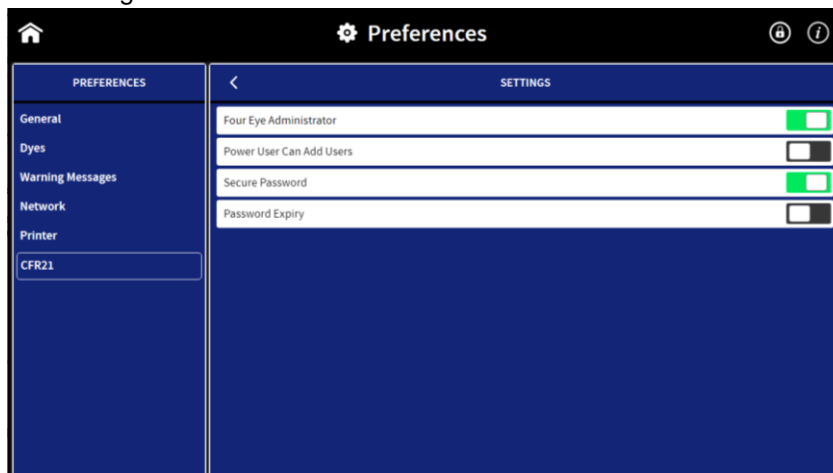 Preferences
PREFERENCES
SETTINGS
General
Dyes
Warning Messages
Network
Printer
CFR21
Four Eye Administrator
Power User Can Add Users
Secure Password
Password Expiry